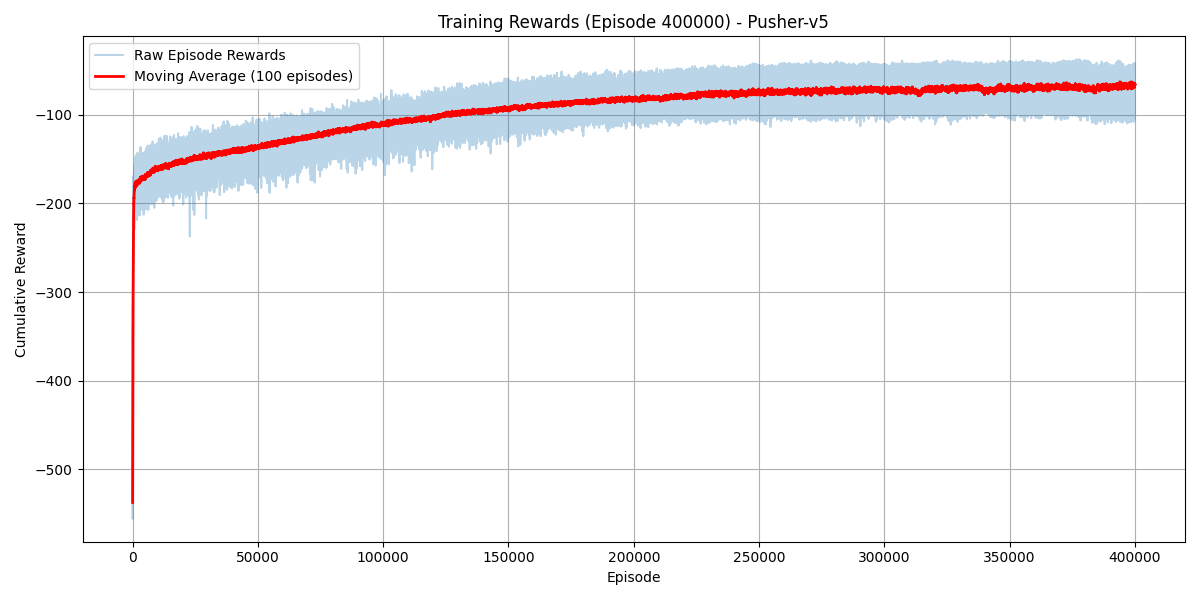 Training Rewards (Episode 400000) - Pusher-v5
Raw Episode Rewards
Moving Average (100 episodes)
Cumulative Reward
−100
−200
−300
−400
−500
0
50000
100000
150000
200000
250000
300000
350000
400000
Episode